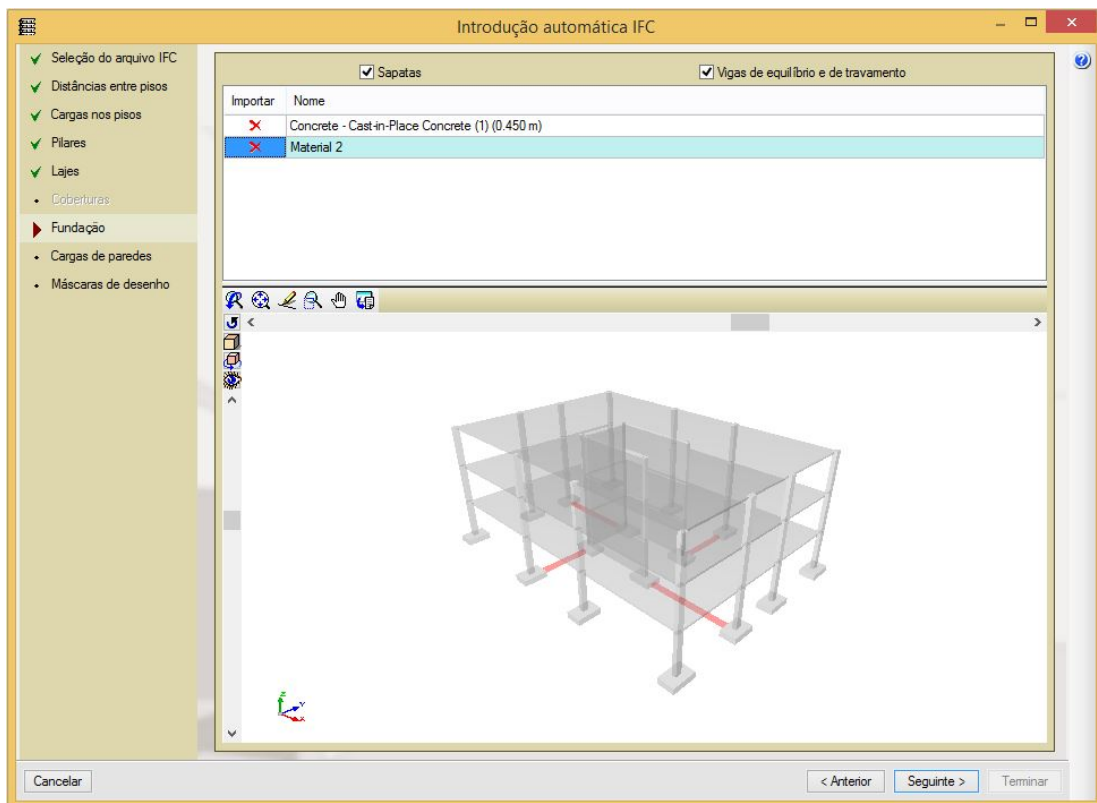 Introdução automática IFC
Seleção do arquivo IFC
Distâncias entre pisos
Cargas nos pisos
Pilares
Lajes
Coberturas
Fundação
Cargas de paredes
Máscaras de desenho
Sapatas
Vigas de equilíbrio e de travamento
Importar Nome
Concrete - Cast-in-Place Concrete (1) (0.450 m)
Material 2
Z
Y
X
Cancelar
< Anterior
Seguinte >
Terminar